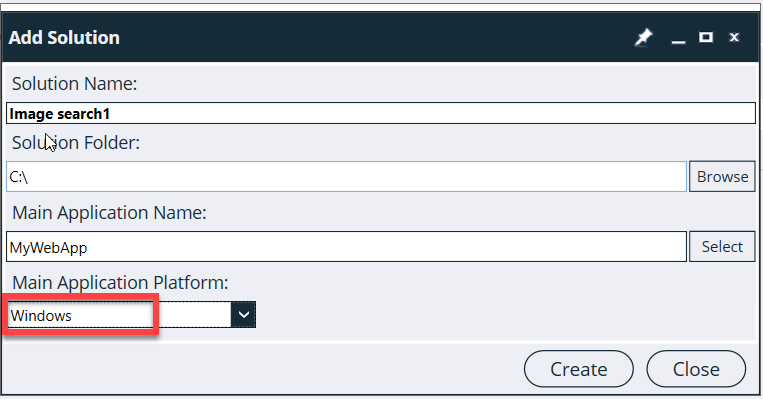 Add Solution
Solution Name:
Image search1
Solution Folder:
C:\
Browse
Main Application Name:
MyWebApp
Select
Main Application Platform:
Windows
Create
Close